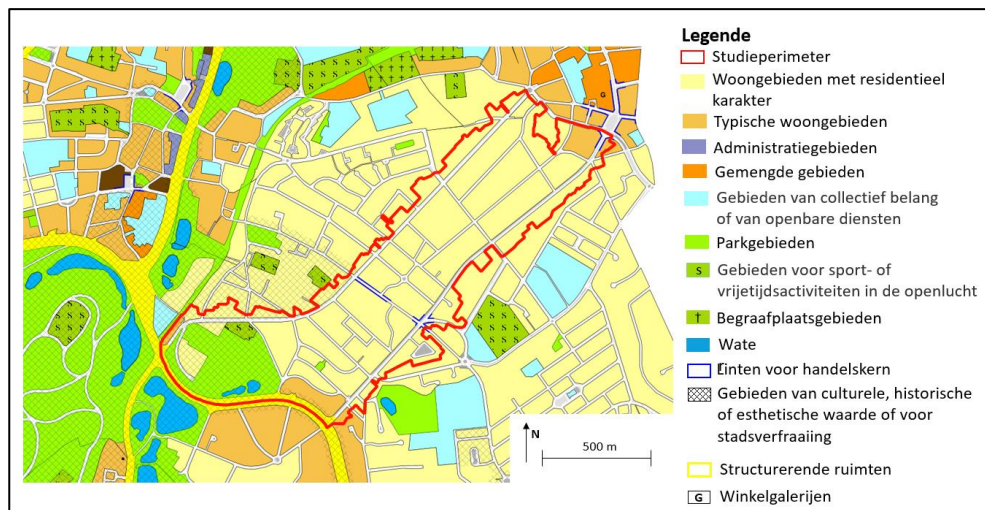 Legende
Studieperimeter
Woongebieden met residentieel
karakter
Typische woongebieden
Administratiegebieden
Gemengde gebieden
G
Gebieden van collectief belang
of van openbare diensten
Parkgebieden
S
Gebieden voor sport- of
vrijetijdsactiviteiten in de openlucht
†
Begraafplaatsgebieden
Wate
Linten voor handelskern
Gebieden van culturele, historische
of esthetische waarde of voor
stadsverfraaiing
Structurerende ruimten
G
Winkelgalerijen
N
500 m